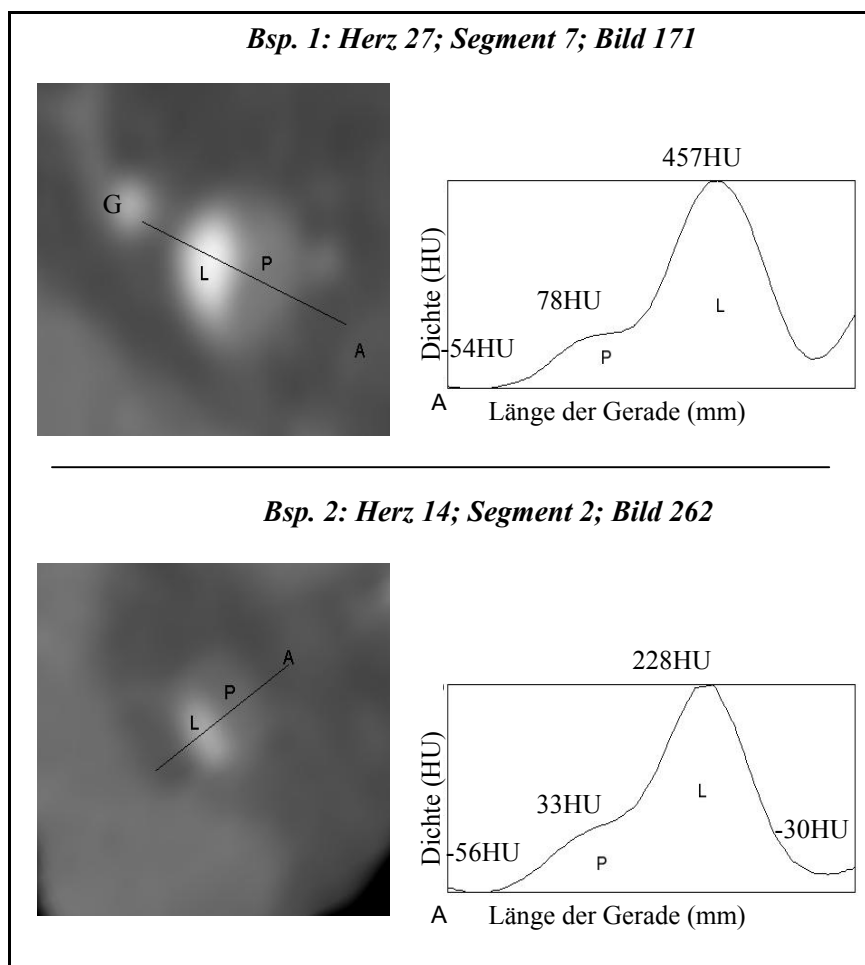 Bsp. 1: Herz 27; Segment 7; Bild 171
G
L
P
A
457HU
78HU
-54HU
Dichte (HU)
P
L
A
Länge der Gerade (mm)
Bsp. 2: Herz 14; Segment 2; Bild 262
A
P
L
228HU
33HU
-56HU
-30HU
Dichte (HU)
P
L
A
Länge der Gerade (mm)